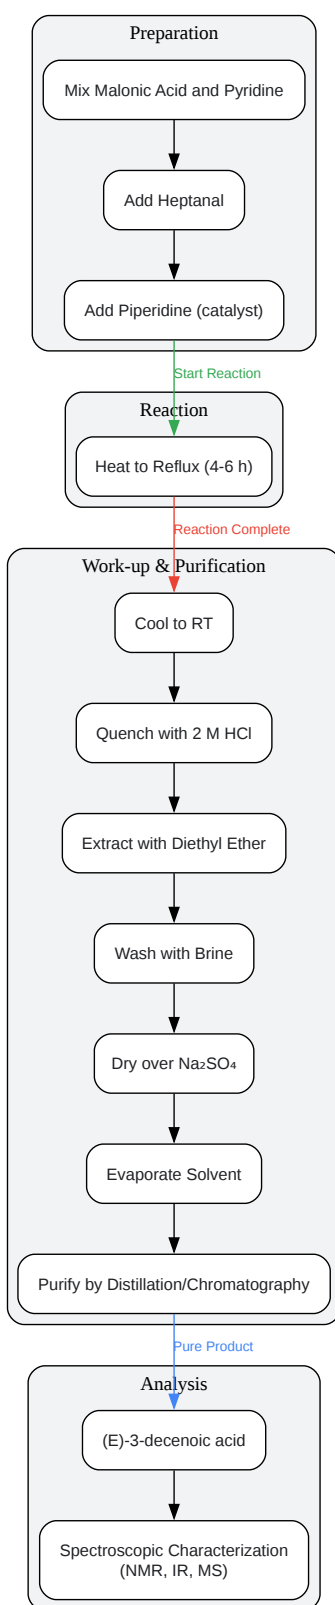 Preparation
Mix Malonic Acid and Pyridine
Add Heptanal
Add Piperidine (catalyst)
Start Reaction
Reaction
Heat to Reflux (4-6 h)
Reaction Complete
Work-up & Purification
Cool to RT
Quench with 2 M HCl
Extract with Diethyl Ether
Wash with Brine
Dry over Na₂SO₄
Evaporate Solvent
Purify by Distillation/Chromatography
Pure Product
Analysis
(E)-3-decenoic acid
Spectroscopic Characterization
(NMR, IR, MS)